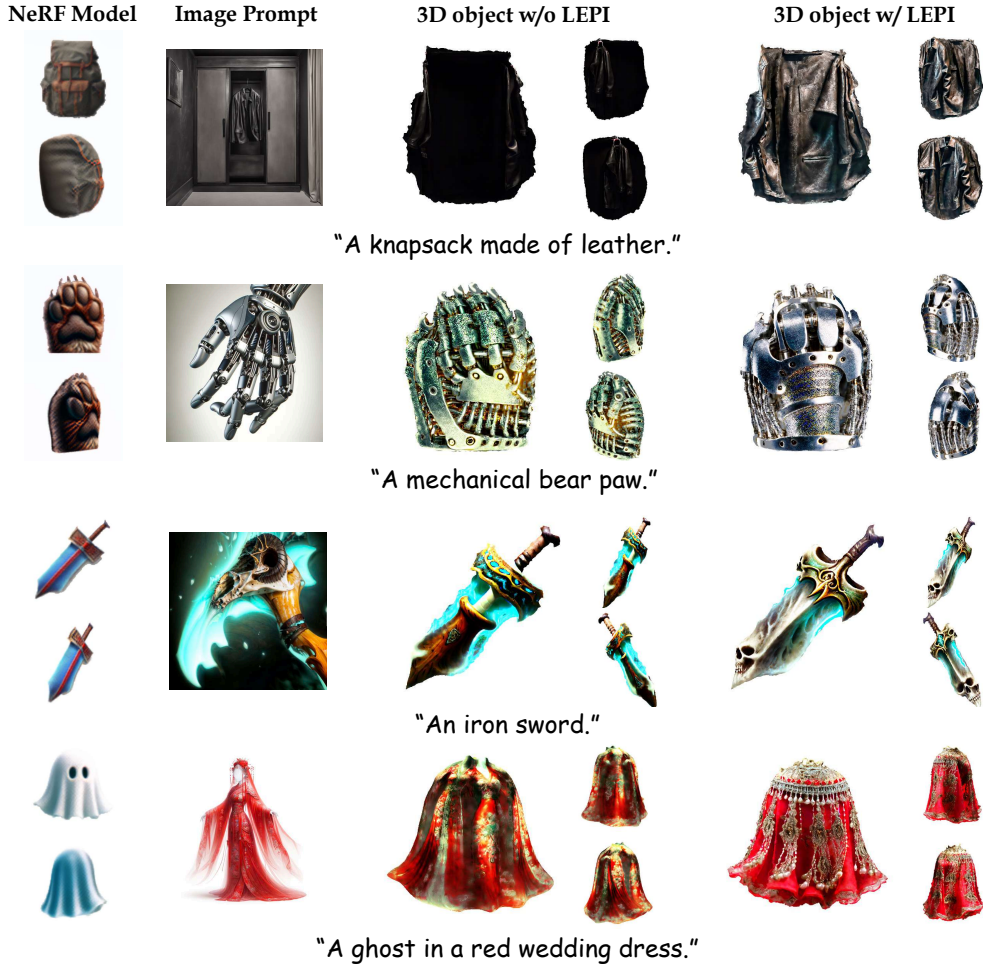 NeRF Model Image Prompt 3D object w/o LEPI 3D object w/ LEPI
“A knapsack made of leather.”
“A mechanical bear paw.”
“An iron sword.”
“A ghost in a red wedding dress.”